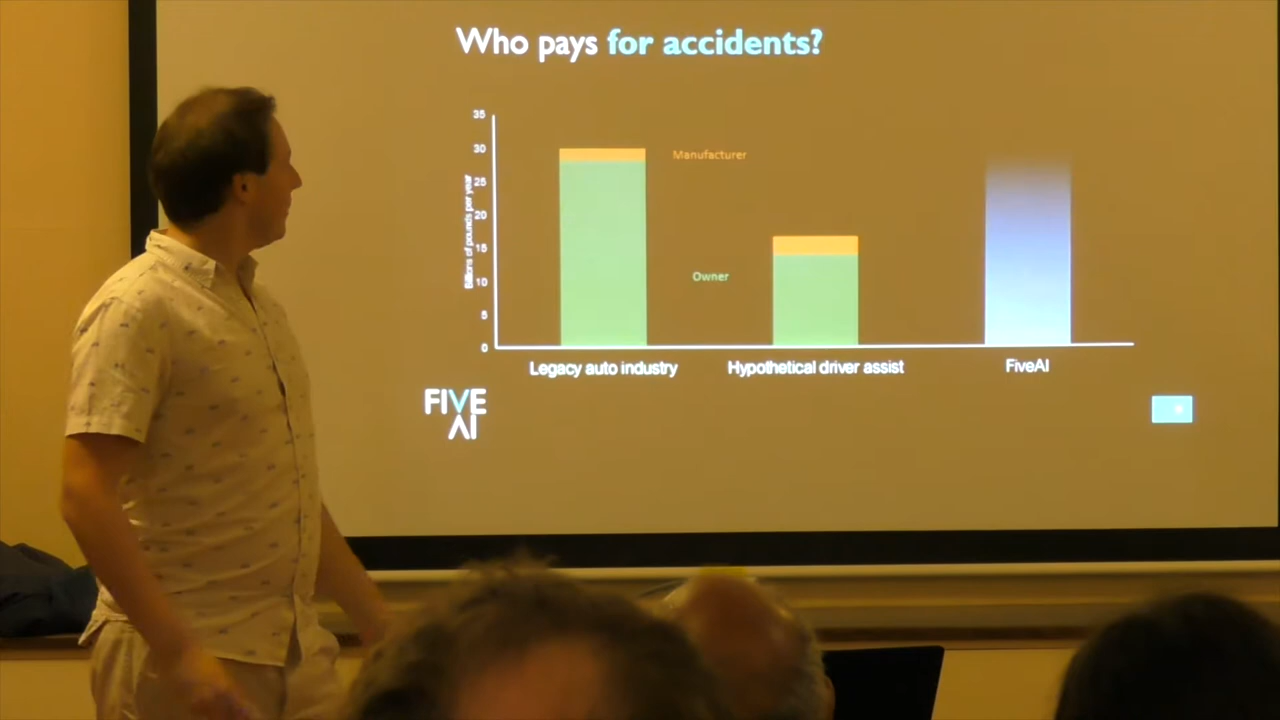 Who pays for accidents?
35
30
25
20
15
10
5
0
Billions of pounds per year
Manufacturer
Owner
Legacy auto industry
Hypothetical driver assist
FiveAI
FIVE
AI